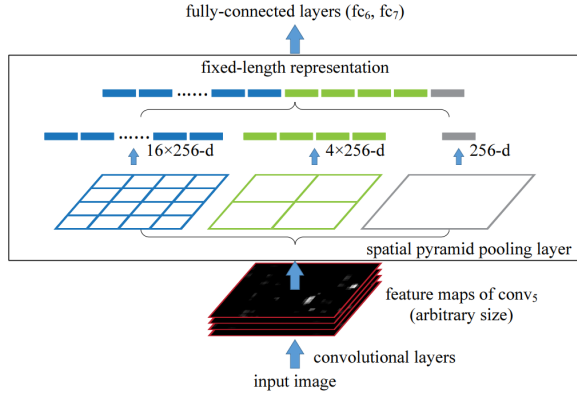 fully-connected layers (fc₆, fc₇)
fixed-length representation
......
......
16×256-d
4×256-d
256-d
spatial pyramid pooling layer
feature maps of conv₅
(arbitrary size)
convolutional layers
input image